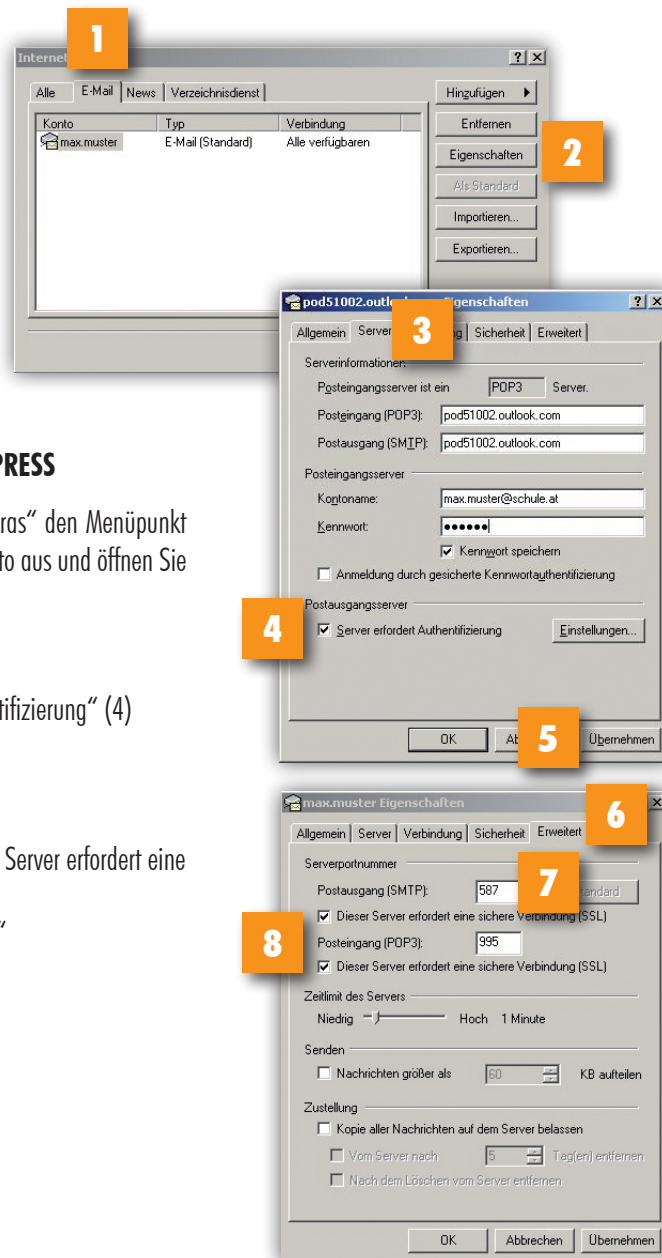 1
Internet
Alle E-Mail News Verzeichnisdienst
Hinzufügen
Konto Typ Verbindung
Entfernen
max.muster E-Mail (Standard) Alle verfügbaren
Eigenschaften
2
Als Standard
Importieren...
Exportieren...
pod51002.outl Eigenschaften
3
Allgemein Server g Sicherheit Erweitert
Serverinformationen
Posteingangsserver ist ein POP3 Server.
Posteingang (POP3): pod51002.outlook.com
Postausgang (SMTP): pod51002.outlook.com
PRESS
Posteingangsserver
ras“ den Menüpunkt
Kontoname: max.muster@schule.at
to aus und öffnen Sie
Kennwort: ••••••
Kennwort speichern
Anmeldung durch gesicherte Kennwortauthentifizierung
Postausgangsserver
4
Server erfordert Authentifizierung Einstellungen...
tifizierung“ (4)
OK Ab 5 Übernehmen
max.muster Eigenschaften
6
Allgemein Server Verbindung Sicherheit Erweitert
Server erfordert eine
“
Serverportnummer
Postausgang (SMTP): 587 7 tandard
Dieser Server erfordert eine sichere Verbindung (SSL)
8
Posteingang (POP3): 995
Dieser Server erfordert eine sichere Verbindung (SSL)
Zeitlimit des Servers
Niedrig Hoch 1 Minute
Senden
Nachrichten größer als 60 KB aufteilen
Zustellung
Kopie aller Nachrichten auf dem Server belassen
Vom Server nach 5 Tag(en) entfernen
Nach dem Löschen vom Server entfernen
OK Abbrechen Übernehmen